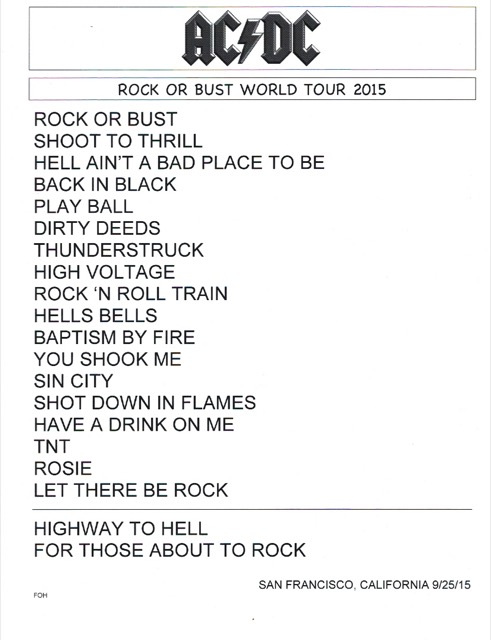 AC⚡DC
ROCK OR BUST WORLD TOUR 2015
ROCK OR BUST
SHOOT TO THRILL
HELL AIN'T A BAD PLACE TO BE
BACK IN BLACK
PLAY BALL
DIRTY DEEDS
THUNDERSTRUCK
HIGH VOLTAGE
ROCK ‘N ROLL TRAIN
HELLS BELLS
BAPTISM BY FIRE
YOU SHOOK ME
SIN CITY
SHOT DOWN IN FLAMES
HAVE A DRINK ON ME
TNT
ROSIE
LET THERE BE ROCK
HIGHWAY TO HELL
FOR THOSE ABOUT TO ROCK
SAN FRANCISCO, CALIFORNIA 9/25/15
FOH